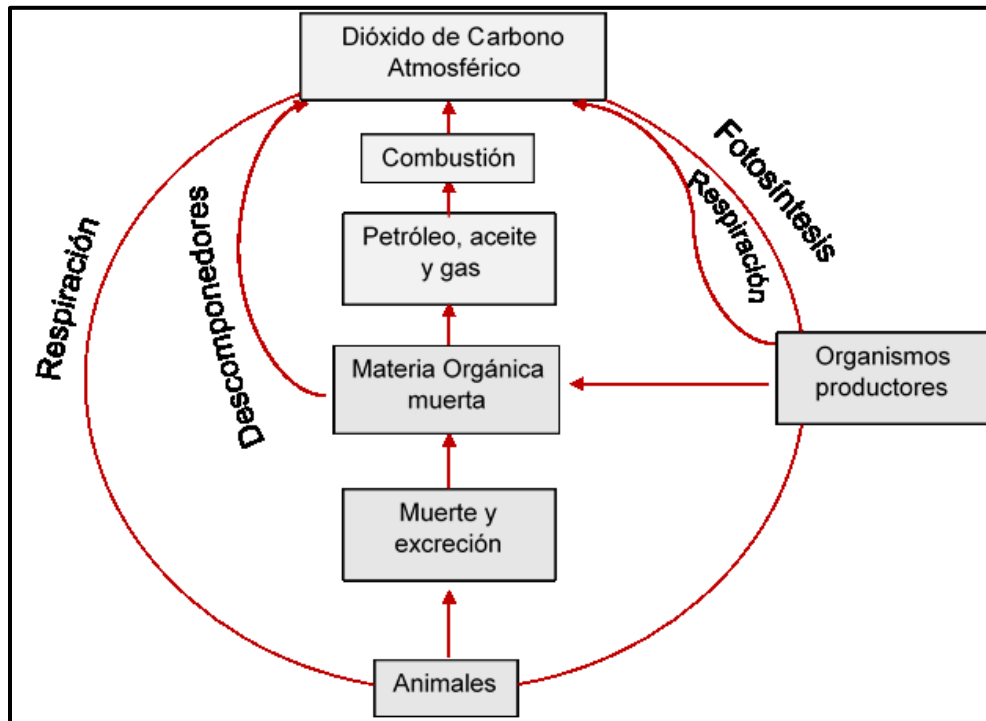 Dióxido de Carbono
Atmosférico
Combustión
Fotosíntesis
Respiración
Descomponedores
Respiración
Petróleo, aceite
y gas
Materia Orgánica
muerta
Organismos
productores
Muerte y
excreción
Animales